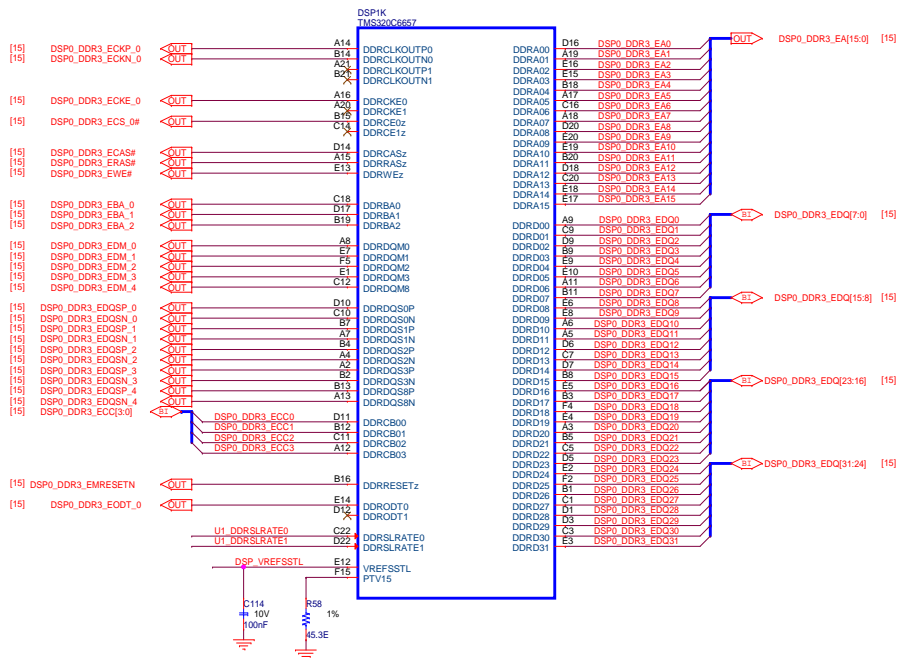 DSP1K
TMS320C6657
[15] DSP0_DDR3_ECKP_0 OUT A14 DDRCLKOUTP0
[15] DSP0_DDR3_ECKN_0 OUT B14 DDRCLKOUTN0
A21 DDRCLKOUTP1
B21 DDRCLKOUTN1
[15] DSP0_DDR3_ECKE_0 OUT A16 DDRCKE0
A20 DDRCKE1
[15] DSP0_DDR3_ECS_0# OUT B15 DDRCE0z
C14 DDRCE1z
[15] DSP0_DDR3_ECAS# OUT D14 DDRCASz
[15] DSP0_DDR3_ERAS# OUT A15 DDRRASz
[15] DSP0_DDR3_EWE# OUT E13 DDRWEz
[15] DSP0_DDR3_EBA_0 OUT C18 DDRBA0
[15] DSP0_DDR3_EBA_1 OUT D17 DDRBA1
[15] DSP0_DDR3_EBA_2 OUT B19 DDRBA2
[15] DSP0_DDR3_EDM_0 OUT A8 DDRDQM0
[15] DSP0_DDR3_EDM_1 OUT E7 DDRDQM1
[15] DSP0_DDR3_EDM_2 OUT F5 DDRDQM2
[15] DSP0_DDR3_EDM_3 OUT E1 DDRDQM3
[15] DSP0_DDR3_EDM_4 OUT C12 DDRDQM8
[15] DSP0_DDR3_EDQSP_0 OUT D10 DDRDQS0P
[15] DSP0_DDR3_EDQSN_0 OUT C10 DDRDQS0N
[15] DSP0_DDR3_EDQSP_1 OUT B7 DDRDQS1P
[15] DSP0_DDR3_EDQSN_1 OUT A7 DDRDQS1N
[15] DSP0_DDR3_EDQSP_2 OUT B4 DDRDQS2P
[15] DSP0_DDR3_EDQSN_2 OUT A4 DDRDQS2N
[15] DSP0_DDR3_EDQSP_3 OUT A2 DDRDQS3P
[15] DSP0_DDR3_EDQSN_3 OUT B2 DDRDQS3N
[15] DSP0_DDR3_EDQSP_4 OUT B13 DDRDQS8P
[15] DSP0_DDR3_EDQSN_4 OUT A13 DDRDQS8N
[15] DSP0_DDR3_ECC[3:0] BI
DSP0_DDR3_ECC0 D11 DDRCB00
DSP0_DDR3_ECC1 B12 DDRCB01
DSP0_DDR3_ECC2 C11 DDRCB02
DSP0_DDR3_ECC3 A12 DDRCB03
[15] DSP0_DDR3_EMRESETN OUT B16 DDRRESETz
[15] DSP0_DDR3_EODT_0 OUT E14 DDRODT0
D12 DDRODT1
U1_DDRSLRATE0 C22 DDRSLRATE0
U1_DDRSLRATE1 D22 DDRSLRATE1
DSP_VREFSSTL E12 VREFSSTL
F15 PTV15
C114
10V
100nF
R58
1%
45.3E
DDRA00 D16 DSP0_DDR3_EA0 OUT DSP0_DDR3_EA[15:0] [15]
DDRA01 A19 DSP0_DDR3_EA1
DDRA02 E16 DSP0_DDR3_EA2
DDRA03 E15 DSP0_DDR3_EA3
DDRA04 B18 DSP0_DDR3_EA4
DDRA05 A17 DSP0_DDR3_EA5
DDRA06 C16 DSP0_DDR3_EA6
DDRA07 A18 DSP0_DDR3_EA7
DDRA08 D20 DSP0_DDR3_EA8
DDRA09 E20 DSP0_DDR3_EA9
DDRA10 E19 DSP0_DDR3_EA10
DDRA11 B20 DSP0_DDR3_EA11
DDRA12 D18 DSP0_DDR3_EA12
DDRA13 C20 DSP0_DDR3_EA13
DDRA14 E18 DSP0_DDR3_EA14
DDRA15 E17 DSP0_DDR3_EA15
DDRD00 A9 DSP0_DDR3_EDQ0 BI DSP0_DDR3_EDQ[7:0] [15]
DDRD01 C9 DSP0_DDR3_EDQ1
DDRD02 D9 DSP0_DDR3_EDQ2
DDRD03 B9 DSP0_DDR3_EDQ3
DDRD04 E9 DSP0_DDR3_EDQ4
DDRD05 E10 DSP0_DDR3_EDQ5
DDRD06 A11 DSP0_DDR3_EDQ6
DDRD07 B11 DSP0_DDR3_EDQ7
DDRD08 E6 DSP0_DDR3_EDQ8 BI DSP0_DDR3_EDQ[15:8] [15]
DDRD09 E8 DSP0_DDR3_EDQ9
DDRD10 A6 DSP0_DDR3_EDQ10
DDRD11 A5 DSP0_DDR3_EDQ11
DDRD12 D6 DSP0_DDR3_EDQ12
DDRD13 C7 DSP0_DDR3_EDQ13
DDRD14 D7 DSP0_DDR3_EDQ14
DDRD15 B8 DSP0_DDR3_EDQ15
DDRD16 E5 DSP0_DDR3_EDQ16 BI DSP0_DDR3_EDQ[23:16] [15]
DDRD17 B3 DSP0_DDR3_EDQ17
DDRD18 F4 DSP0_DDR3_EDQ18
DDRD19 E4 DSP0_DDR3_EDQ19
DDRD20 A3 DSP0_DDR3_EDQ20
DDRD21 B5 DSP0_DDR3_EDQ21
DDRD22 C5 DSP0_DDR3_EDQ22
DDRD23 D5 DSP0_DDR3_EDQ23
DDRD24 E2 DSP0_DDR3_EDQ24 BI DSP0_DDR3_EDQ[31:24] [15]
DDRD25 F2 DSP0_DDR3_EDQ25
DDRD26 B1 DSP0_DDR3_EDQ26
DDRD27 C1 DSP0_DDR3_EDQ27
DDRD28 D1 DSP0_DDR3_EDQ28
DDRD29 D3 DSP0_DDR3_EDQ29
DDRD30 C3 DSP0_DDR3_EDQ30
DDRD31 E3 DSP0_DDR3_EDQ31